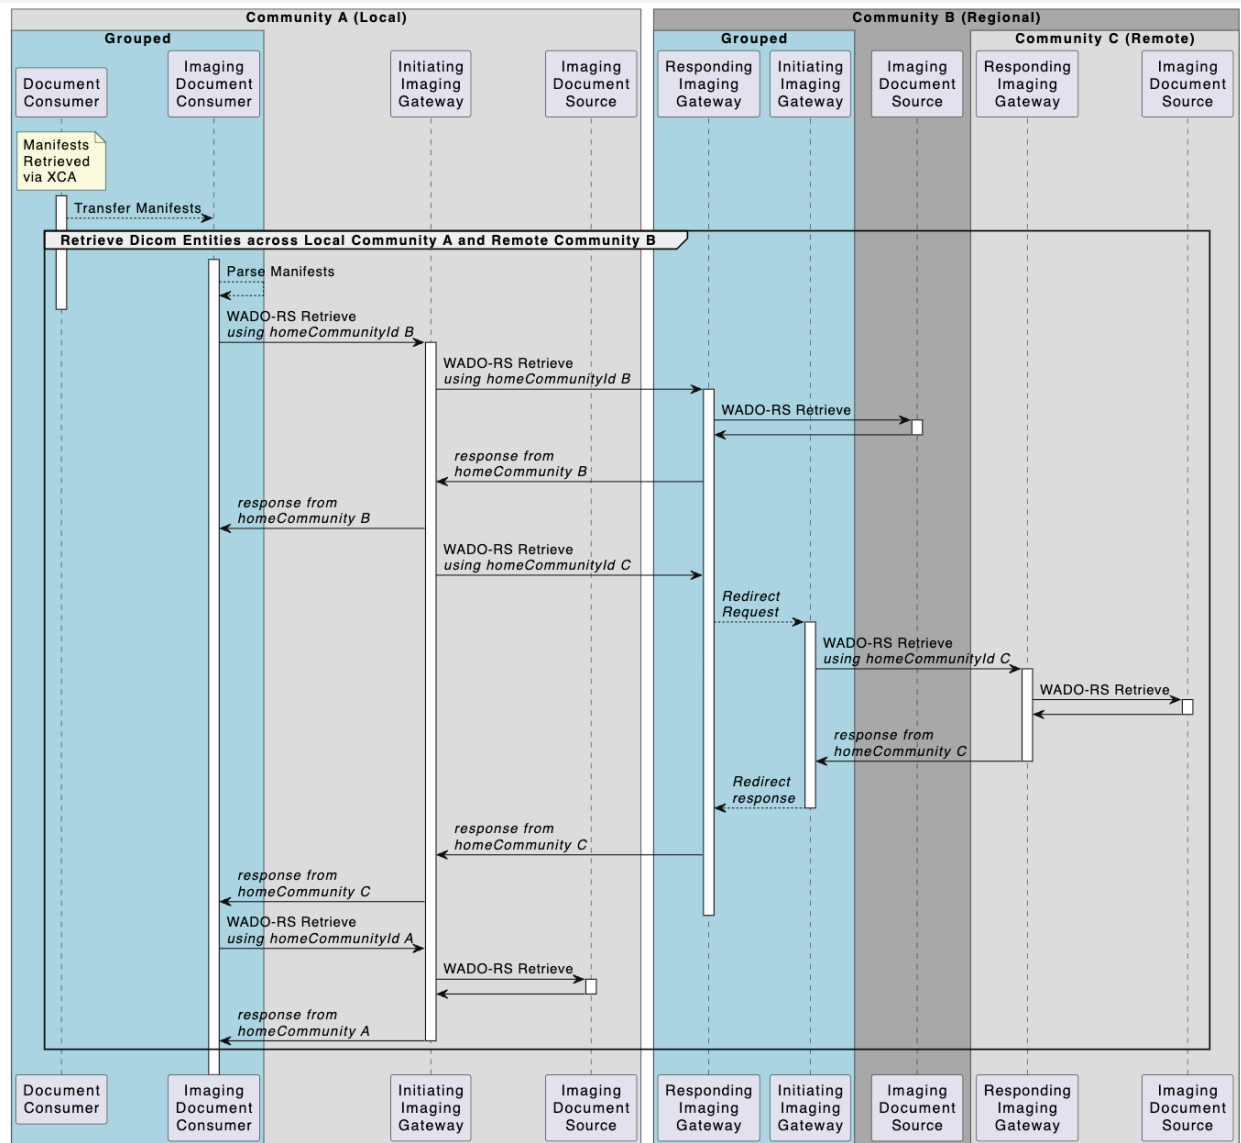 Community A (Local)
Community B (Regional)
Grouped
Grouped
Community C (Remote)
Document
Consumer
Imaging
Document
Consumer
Initiating
Imaging
Gateway
Imaging
Document
Source
Responding
Imaging
Gateway
Initiating
Imaging
Gateway
Imaging
Document
Source
Responding
Imaging
Gateway
Imaging
Document
Source
Manifests
Retrieved
via XCA
Transfer Manifests
Retrieve Dicom Entities across Local Community A and Remote Community B
Parse Manifests
WADO-RS Retrieve
using homeCommunityId B
WADO-RS Retrieve
using homeCommunityId B
WADO-RS Retrieve
response from
homeCommunity B
response from
homeCommunity B
WADO-RS Retrieve
using homeCommunityId C
Redirect
Request
WADO-RS Retrieve
using homeCommunityId C
WADO-RS Retrieve
response from
homeCommunity C
Redirect
response
response from
homeCommunity C
response from
homeCommunity C
WADO-RS Retrieve
using homeCommunityId A
WADO-RS Retrieve
response from
homeCommunity A
Document
Consumer
Imaging
Document
Consumer
Initiating
Imaging
Gateway
Imaging
Document
Source
Responding
Imaging
Gateway
Initiating
Imaging
Gateway
Imaging
Document
Source
Responding
Imaging
Gateway
Imaging
Document
Source